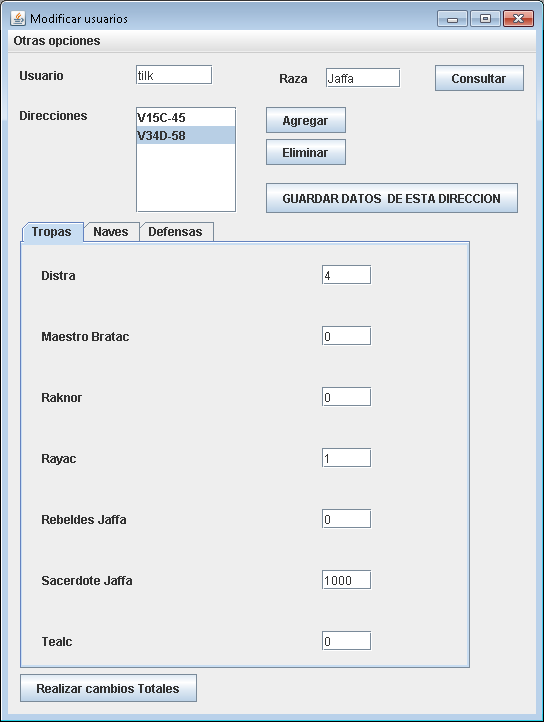 Modificar usuarios
Otras opciones
Usuario tilk Raza Jaffa Consultar
Direcciones V15C-45 Agregar
V34D-58
Eliminar
GUARDAR DATOS DE ESTA DIRECCION
Tropas Naves Defensas
Distra 4
Maestro Bratac 0
Raknor 0
Rayac 1
Rebeldes Jaffa 0
Sacerdote Jaffa 1000
Tealc 0
Realizar cambios Totales